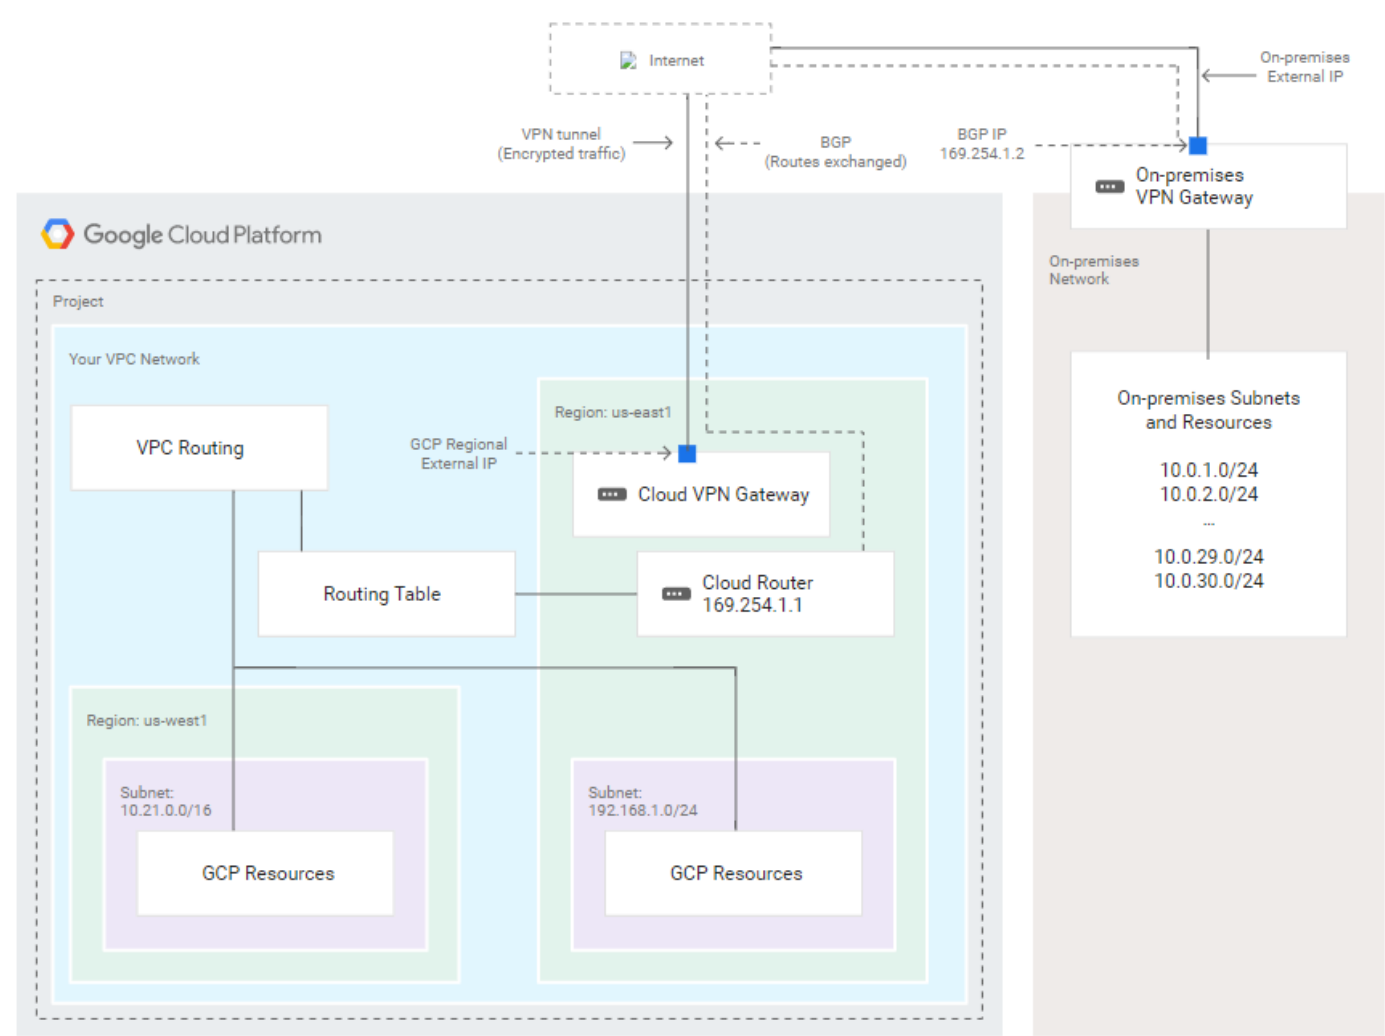 Internet
On-premises
External IP
VPN tunnel
(Encrypted traffic)
BGP
(Routes exchanged)
BGP IP
169.254.1.2
On-premises
VPN Gateway
Google Cloud Platform
On-premises
Network
Project
Your VPC Network
Region: us-east1
VPC Routing
GCP Regional
External IP
Cloud VPN Gateway
On-premises Subnets
and Resources
10.0.1.0/24
10.0.2.0/24
...
10.0.29.0/24
10.0.30.0/24
Routing Table
Cloud Router
169.254.1.1
Region: us-west1
Subnet:
10.21.0.0/16
GCP Resources
Subnet:
192.168.1.0/24
GCP Resources